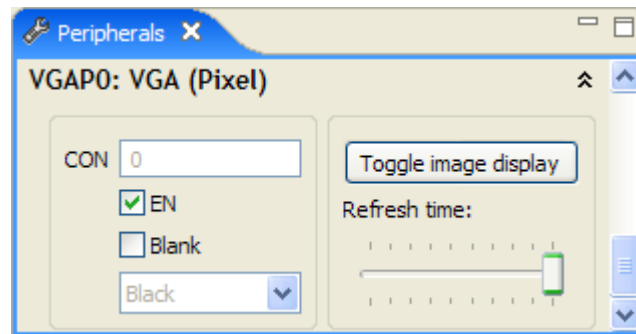 Peripherals
VGAP0: VGA (Pixel)
CON 0
EN
Blank
Black
Toggle image display
Refresh time: